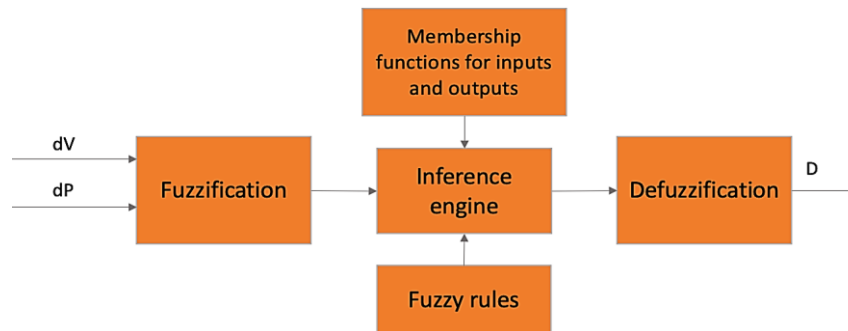 Membership
functions for inputs
and outputs
dV
dP
Fuzzification
Inference
engine
Defuzzification
D
Fuzzy rules